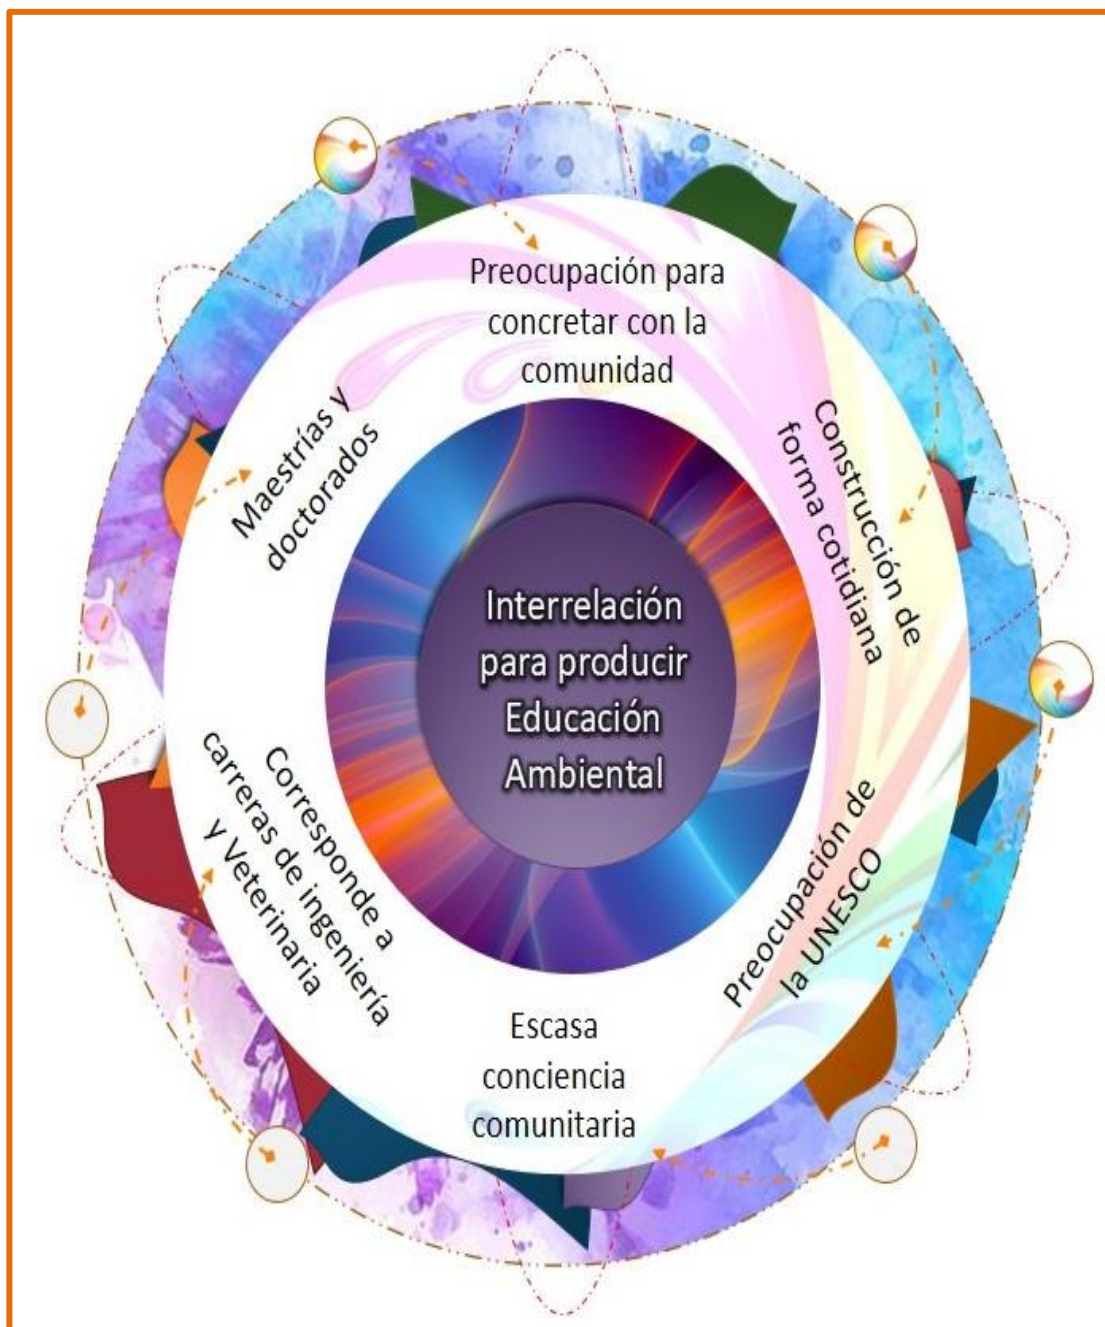 Preocupación para
concretar con la
comunidad
Construcción de
forma cotidiana
Preocupación de
la UNESCO
Escasa
conciencia
comunitaria
Corresponde a
carreras de ingeniería
y Veterinaria
Maestrías y
doctorados
Interrelación
para producir
Educación
Ambiental